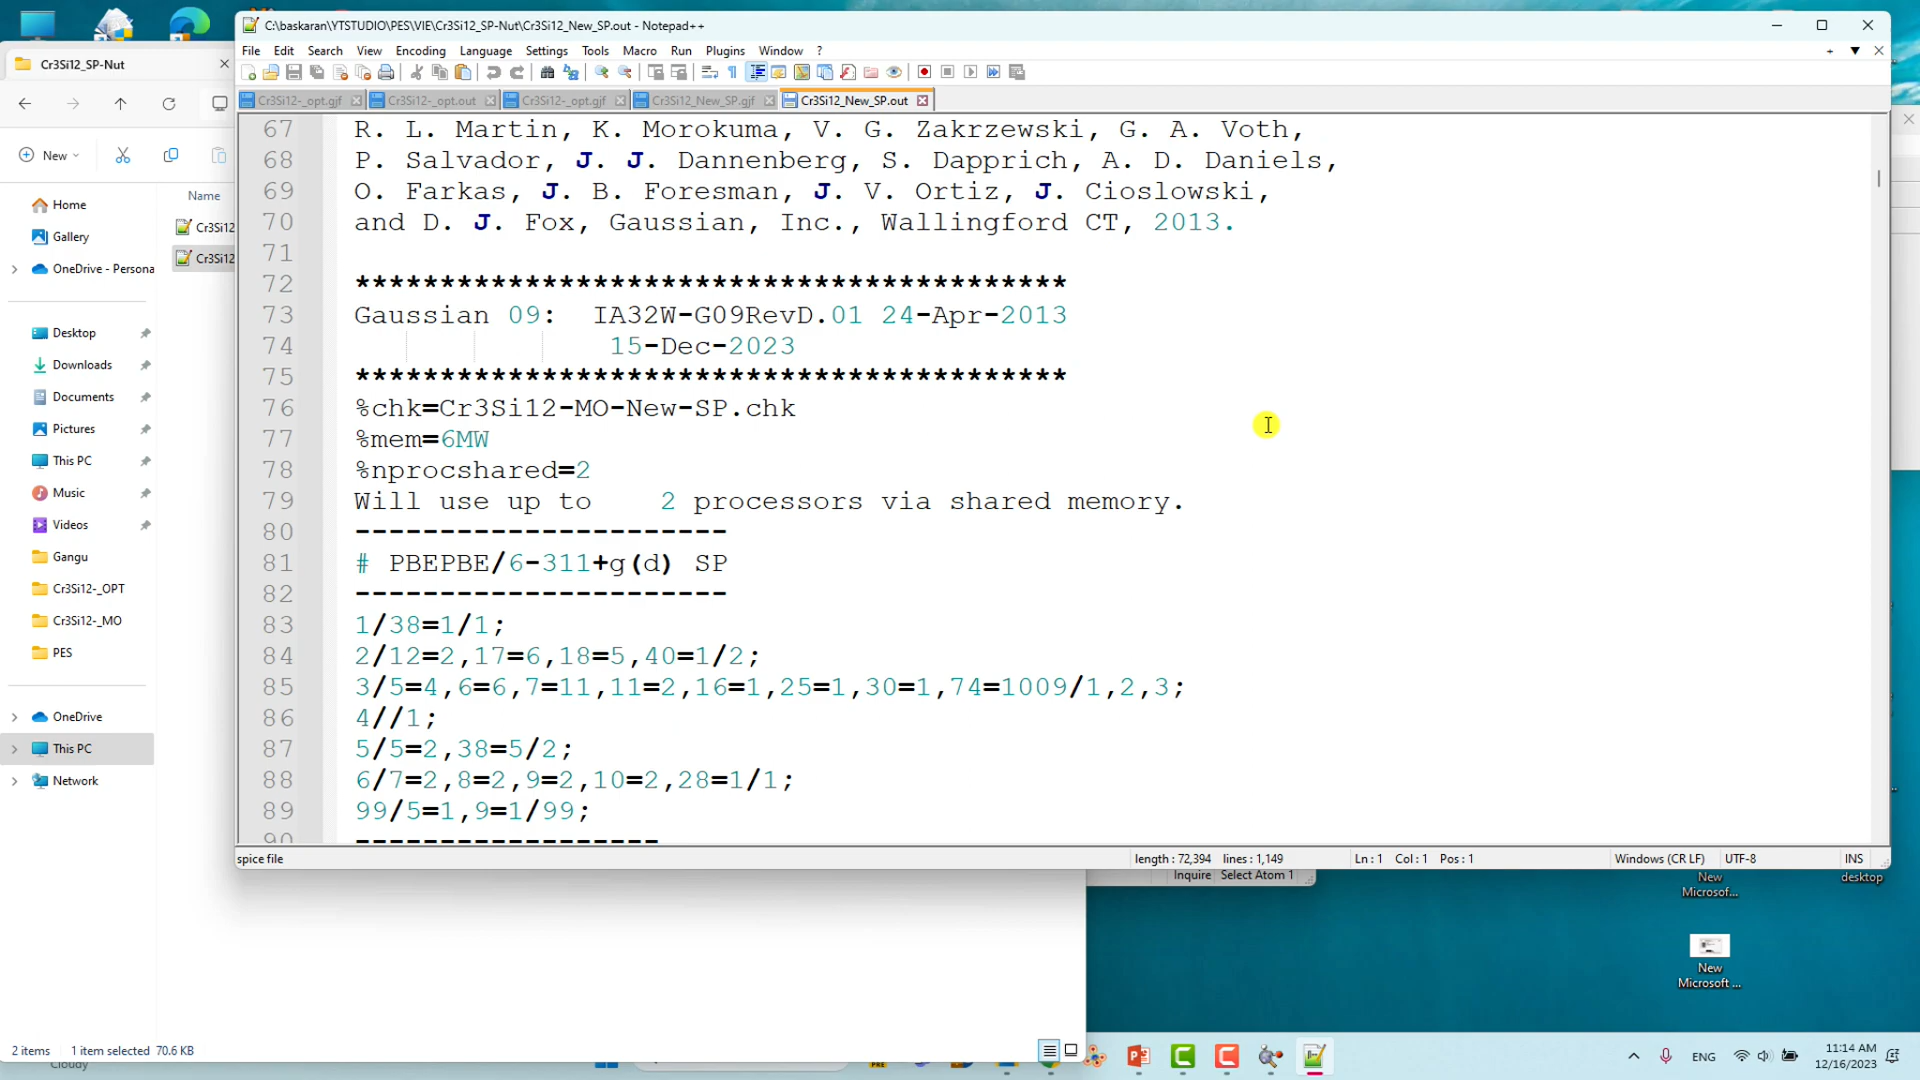 C:\baskaran\YTSTUDIO\PES\VIE\Cr3Si12_SP-Nut\Cr3Si12_New_SP.out - Notepad++
Cr3Si12_SP-Nut
File Edit Search View Encoding Language Settings Tools Macro Run Plugins Window ?
Cr3Si12-_opt.gjf Cr3Si12-_opt.out Cr3Si12-_opt.gjf Cr3Si12_New_SP.gjf Cr3Si12_New_SP.out
New
Name
Cr3Si12
Cr3Si12
Home
Gallery
OneDrive - Persona
Desktop
Downloads
Documents
Pictures
This PC
Music
Videos
Gangu
Cr3Si12-_OPT
Cr3Si12-_MO
PES
OneDrive
This PC
Network
67 R. L. Martin, K. Morokuma, V. G. Zakrzewski, G. A. Voth,
68 P. Salvador, J. J. Dannenberg, S. Dapprich, A. D. Daniels,
69 O. Farkas, J. B. Foresman, J. V. Ortiz, J. Cioslowski,
70 and D. J. Fox, Gaussian, Inc., Wallingford CT, 2013.
71
72 ******************************************
73 Gaussian 09: IA32W-G09RevD.01 24-Apr-2013
74 15-Dec-2023
75 ******************************************
76 %chk=Cr3Si12-MO-New-SP.chk
77 %mem=6MW
78 %nprocshared=2
79 Will use up to 2 processors via shared memory.
80 ----------------------
81 # PBEPBE/6-311+g(d) SP
82 ----------------------
83 1/38=1/1;
84 2/12=2,17=6,18=5,40=1/2;
85 3/5=4,6=6,7=11,11=2,16=1,25=1,30=1,74=1009/1,2,3;
86 4//1;
87 5/5=2,38=5/2;
88 6/7=2,8=2,9=2,10=2,28=1/1;
89 99/5=1,9=1/99;
90 ------------------
spice file length : 72,394 lines : 1,149 Ln : 1 Col : 1 Pos : 1 Windows (CR LF) UTF-8 INS
Inquire Select Atom 1
New
Microsof...
desktop
New
Microsoft ...
2 items 1 item selected 70.6 KB
Cloudy
ENG
11:14 AM
12/16/2023